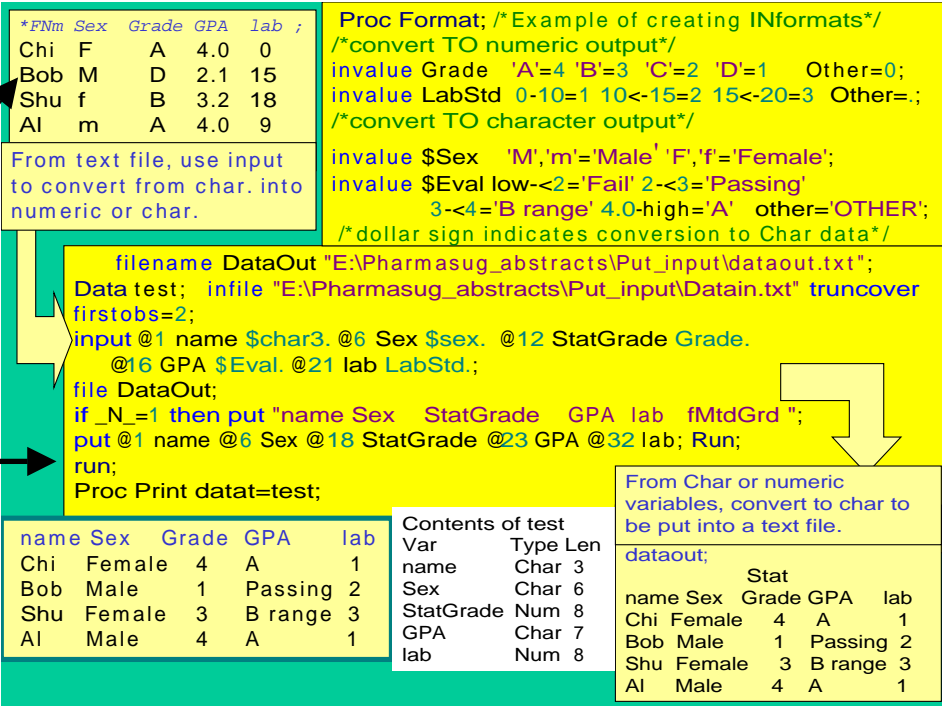 *FNm Sex Grade GPA lab ;
Chi F A 4.0 0
Bob M D 2.1 15
Shu f B 3.2 18
Al m A 4.0 9
From text file, use input
to convert from char. into
numeric or char.
Proc Format; /*Example of creating INformats*/
/*convert TO numeric output*/
invalue Grade 'A'=4 'B'=3 'C'=2 'D'=1 Other=0;
invalue LabStd 0-10=1 10<-15=2 15<-20=3 Other=.;
/*convert TO character output*/
invalue $Sex 'M','m'='Male' 'F','f'='Female';
invalue $Eval low-<2='Fail' 2-<3='Passing'
3-<4='B range' 4.0-high='A' other='OTHER';
/*dollar sign indicates conversion to Char data*/
filename DataOut "E:\Pharmasug_abstracts\Put_input\dataout.txt";
Data test; infile "E:\Pharmasug_abstracts\Put_input\Datain.txt" truncover
firstobs=2;
input @1 name $char3. @6 Sex $sex. @12 StatGrade Grade.
@16 GPA $Eval. @21 lab LabStd.;
file DataOut;
if _N_=1 then put "name Sex StatGrade GPA lab fMtdGrd ";
put @1 name @6 Sex @18 StatGrade @23 GPA @32 lab; Run;
run;
Proc Print datat=test;
name Sex Grade GPA lab
Chi Female 4 A 1
Bob Male 1 Passing 2
Shu Female 3 B range 3
Al Male 4 A 1
Contents of test
Var Type Len
name Char 3
Sex Char 6
StatGrade Num 8
GPA Char 7
lab Num 8
From Char or numeric
variables, convert to char to
be put into a text file.
dataout;
Stat
name Sex Grade GPA lab
Chi Female 4 A 1
Bob Male 1 Passing 2
Shu Female 3 B range 3
Al Male 4 A 1